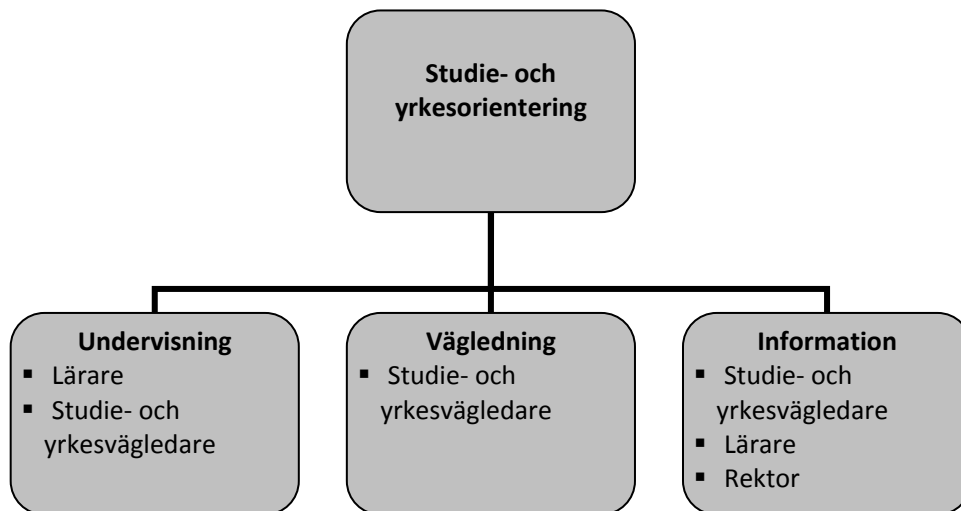 Studie- och
yrkesorientering
Undervisning
▪ Lärare
▪ Studie- och
yrkesvägledare
Vägledning
▪ Studie- och
yrkesvägledare
Information
▪ Studie- och
yrkesvägledare
▪ Lärare
▪ Rektor